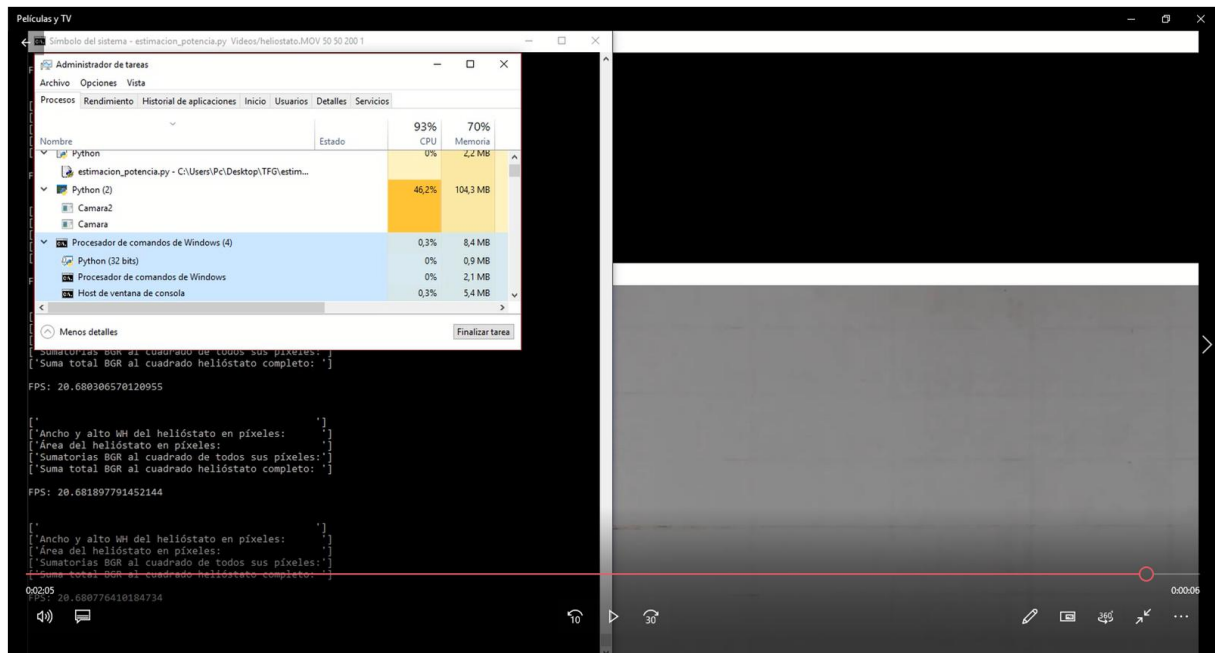 Películas y TV
Símbolo del sistema - estimacion_potencia.py Videos/heliostato.MOV 50 50 200 1
Administrador de tareas
Archivo Opciones Vista
Procesos Rendimiento Historial de aplicaciones Inicio Usuarios Detalles Servicios
93% 70%
Nombre Estado CPU Memoria
Python 0% 2,2 MB
estimacion_potencia.py - C:\Users\Pc\Desktop\TFG\estim...
Python (2) 46,2% 104,3 MB
Camara2
Camara
Procesador de comandos de Windows (4) 0,3% 8,4 MB
Python (32 bits) 0% 0,9 MB
Procesador de comandos de Windows 0% 2,1 MB
Host de ventana de consola 0,3% 5,4 MB
Menos detalles Finalizar tarea
['Sumatorias BGR al cuadrado de todos sus píxeles:']
['Suma total BGR al cuadrado helióstato completo: ']
FPS: 20.680306570120955
[' ']
['Ancho y alto WH del helióstato en píxeles: ']
['Área del helióstato en píxeles: ']
['Sumatorias BGR al cuadrado de todos sus píxeles:']
['Suma total BGR al cuadrado helióstato completo: ']
FPS: 20.681897791452144
[' ']
['Ancho y alto WH del helióstato en píxeles: ']
['Área del helióstato en píxeles: ']
['Sumatorias BGR al cuadrado de todos sus píxeles:']
['Suma total BGR al cuadrado helióstato completo: ']
0:02:05 0:00:06
FPS: 20.680776410184734
10 30 360°